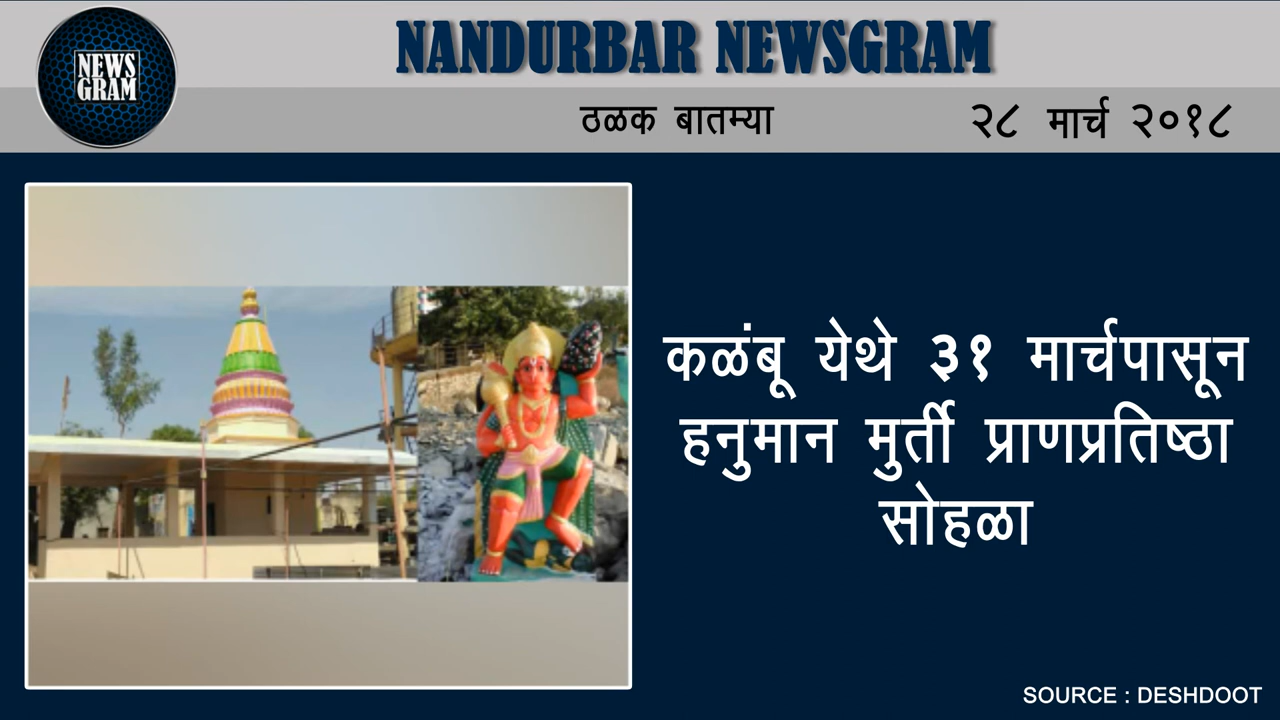 NEWS
GRAM
NANDURBAR NEWSGRAM
ठळक बातम्या
२८ मार्च २०१८
कळंबू येथे ३१ मार्चपासून
हनुमान मुर्ती प्राणप्रतिष्ठा
सोहळा
SOURCE : DESHDOOT